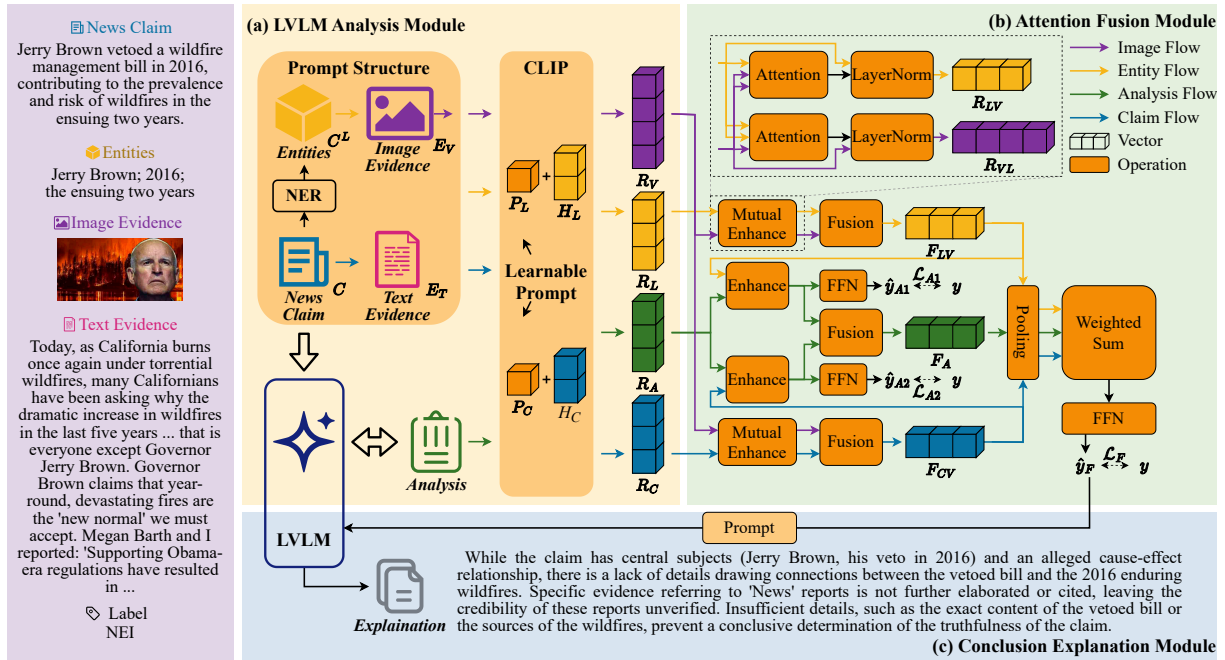 News Claim
Jerry Brown vetoed a wildfire
management bill in 2016,
contributing to the prevalence
and risk of wildfires in the
ensuing two years.
Entities
Jerry Brown; 2016;
the ensuing two years
Image Evidence
Text Evidence
Today, as California burns
once again under torrential
wildfires, many Californians
have been asking why the
dramatic increase in wildfires
in the last five years ... that is
everyone except Governor
Jerry Brown. Governor
Brown claims that year-
round, devastating fires are
the 'new normal' we must
accept. Megan Barth and I
reported: 'Supporting Obama-
era regulations have resulted
in ...
Label
NEI
(a) LVLM Analysis Module
Prompt Structure
Entities
C^L
Image
Evidence
E_V
NER
News
Claim
C
Text
Evidence
E_T
LVLM
Analysis
CLIP
P_L
+
H_L
Learnable
Prompt
P_C
+
H_C
R_V
R_L
R_A
R_C
(b) Attention Fusion Module
Attention
LayerNorm
R_LV
Attention
LayerNorm
R_VL
Image Flow
Entity Flow
Analysis Flow
Claim Flow
Vector
Operation
Mutual
Enhance
Fusion
F_LV
Enhance
FFN
ŷ_A1
ℒ_A1
y
Fusion
F_A
Enhance
FFN
ŷ_A2
ℒ_A2
y
Mutual
Enhance
Fusion
F_CV
Pooling
Weighted
Sum
FFN
ŷ_F
ℒ_F
y
Prompt
Explaination
While the claim has central subjects (Jerry Brown, his veto in 2016) and an alleged cause-effect
relationship, there is a lack of details drawing connections between the vetoed bill and the 2016 enduring
wildfires. Specific evidence referring to 'News' reports is not further elaborated or cited, leaving the
credibility of these reports unverified. Insufficient details, such as the exact content of the vetoed bill or
the sources of the wildfires, prevent a conclusive determination of the truthfulness of the claim.
(c) Conclusion Explanation Module